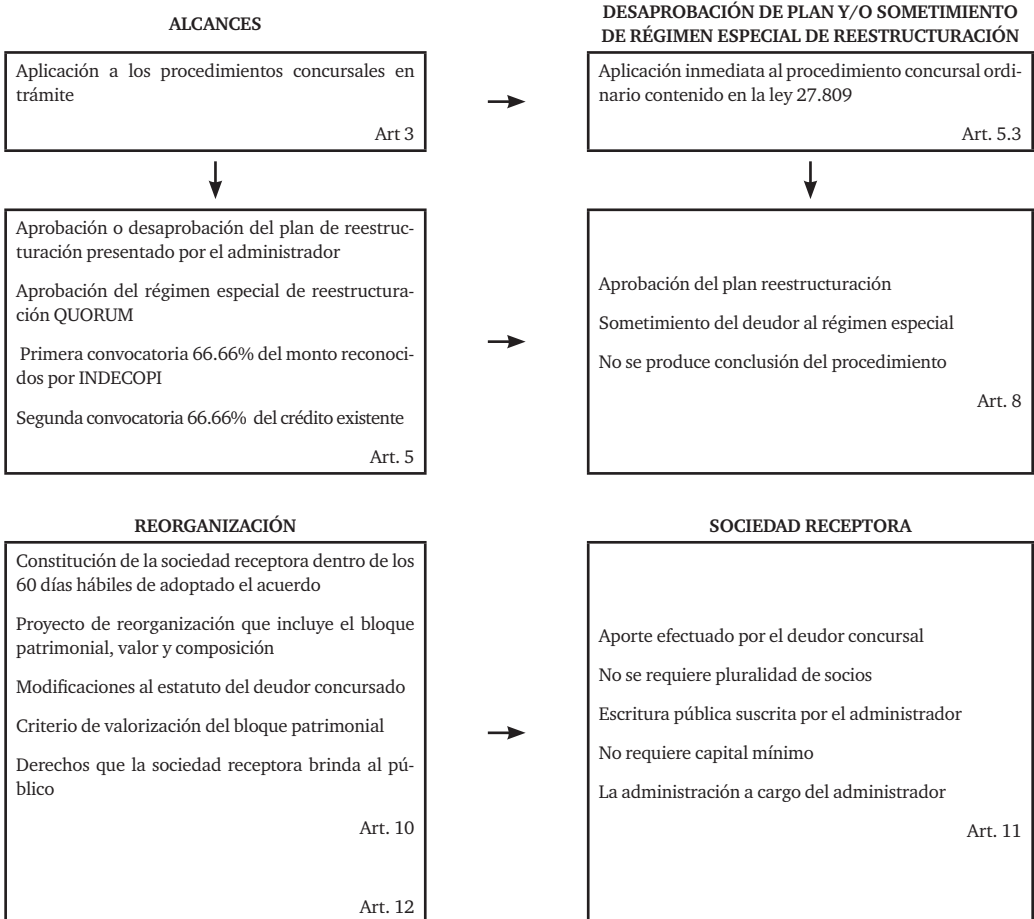 ALCANCES
Aplicación a los procedimientos concursales en
trámite
Art 3
DESAPROBACIÓN DE PLAN Y/O SOMETIMIENTO
DE RÉGIMEN ESPECIAL DE REESTRUCTURACIÓN
Aplicación inmediata al procedimiento concursal ordi-
nario contenido en la ley 27.809
Art. 5.3
Aprobación o desaprobación del plan de reestruc-
turación presentado por el administrador
Aprobación del régimen especial de reestructura-
ción QUORUM
Primera convocatoria 66.66% del monto reconoci-
dos por INDECOPI
Segunda convocatoria 66.66% del crédito existente
Art. 5
Aprobación del plan reestructuración
Sometimiento del deudor al régimen especial
No se produce conclusión del procedimiento
Art. 8
REORGANIZACIÓN
Constitución de la sociedad receptora dentro de los
60 días hábiles de adoptado el acuerdo
Proyecto de reorganización que incluye el bloque
patrimonial, valor y composición
Modificaciones al estatuto del deudor concursado
Criterio de valorización del bloque patrimonial
Derechos que la sociedad receptora brinda al pú-
blico
Art. 10
Art. 12
SOCIEDAD RECEPTORA
Aporte efectuado por el deudor concursal
No se requiere pluralidad de socios
Escritura pública suscrita por el administrador
No requiere capital mínimo
La administración a cargo del administrador
Art. 11